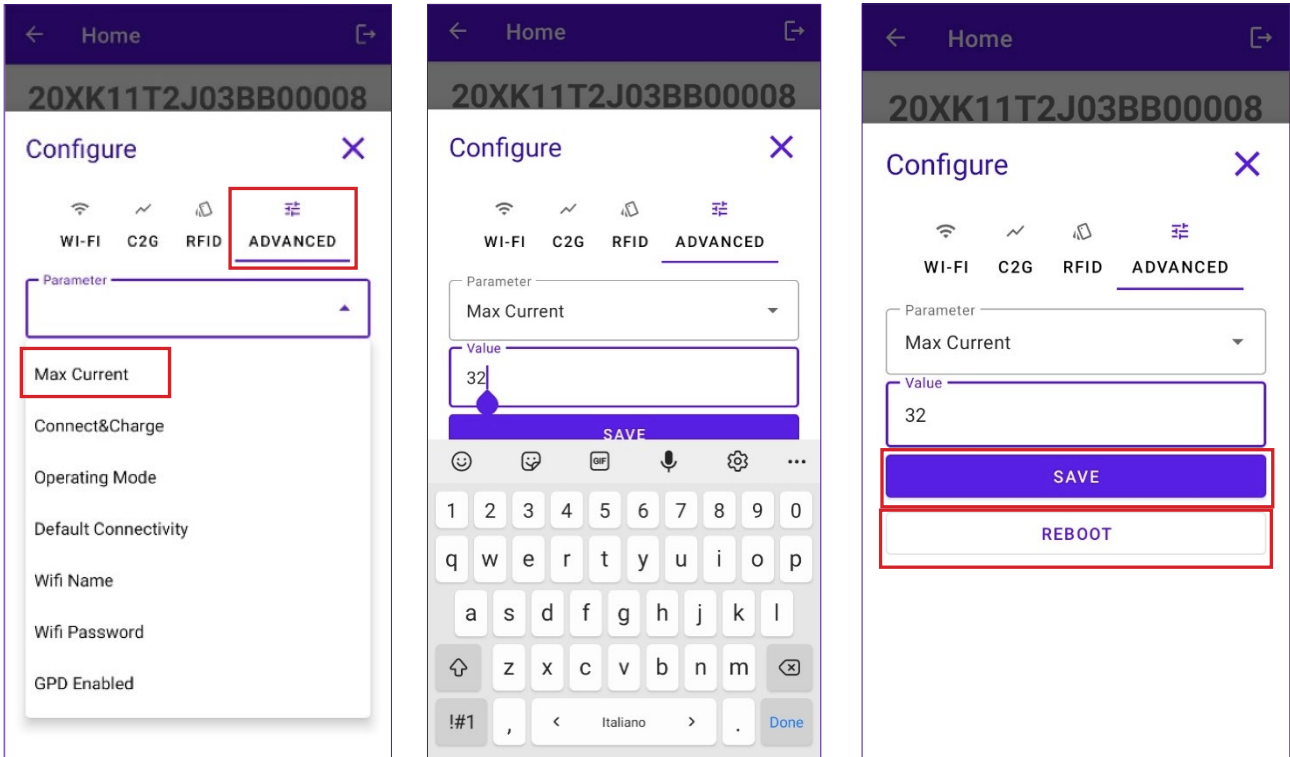 Home
20XK11T2J03BB00008
Configure
WI-FI C2G RFID ADVANCED
Parameter
Max Current
Connect&Charge
Operating Mode
Default Connectivity
Wifi Name
Wifi Password
GPD Enabled
Home
20XK11T2J03BB00008
Configure
WI-FI C2G RFID ADVANCED
Parameter
Max Current
Value
32
SAVE
GIF
1 2 3 4 5 6 7 8 9 0
q w e r t y u i o p
a s d f g h j k l
z x c v b n m
!#1 , < Italiano > . Done
Home
20XK11T2J03BB00008
Configure
WI-FI C2G RFID ADVANCED
Parameter
Max Current
Value
32
SAVE
REBOOT